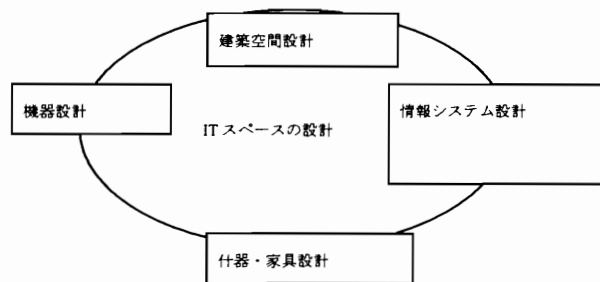 建築空間設計
機器設計
情報システム設計
ITスペースの設計
什器・家具設計